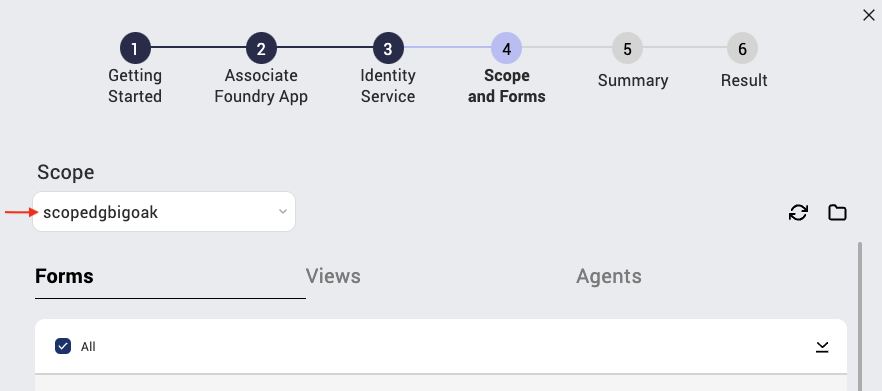 1 2 3 4 5 6
Getting Associate Identity Scope Summary Result
Started Foundry App Service and Forms
Scope
scopedgbigoak
Forms Views Agents
All